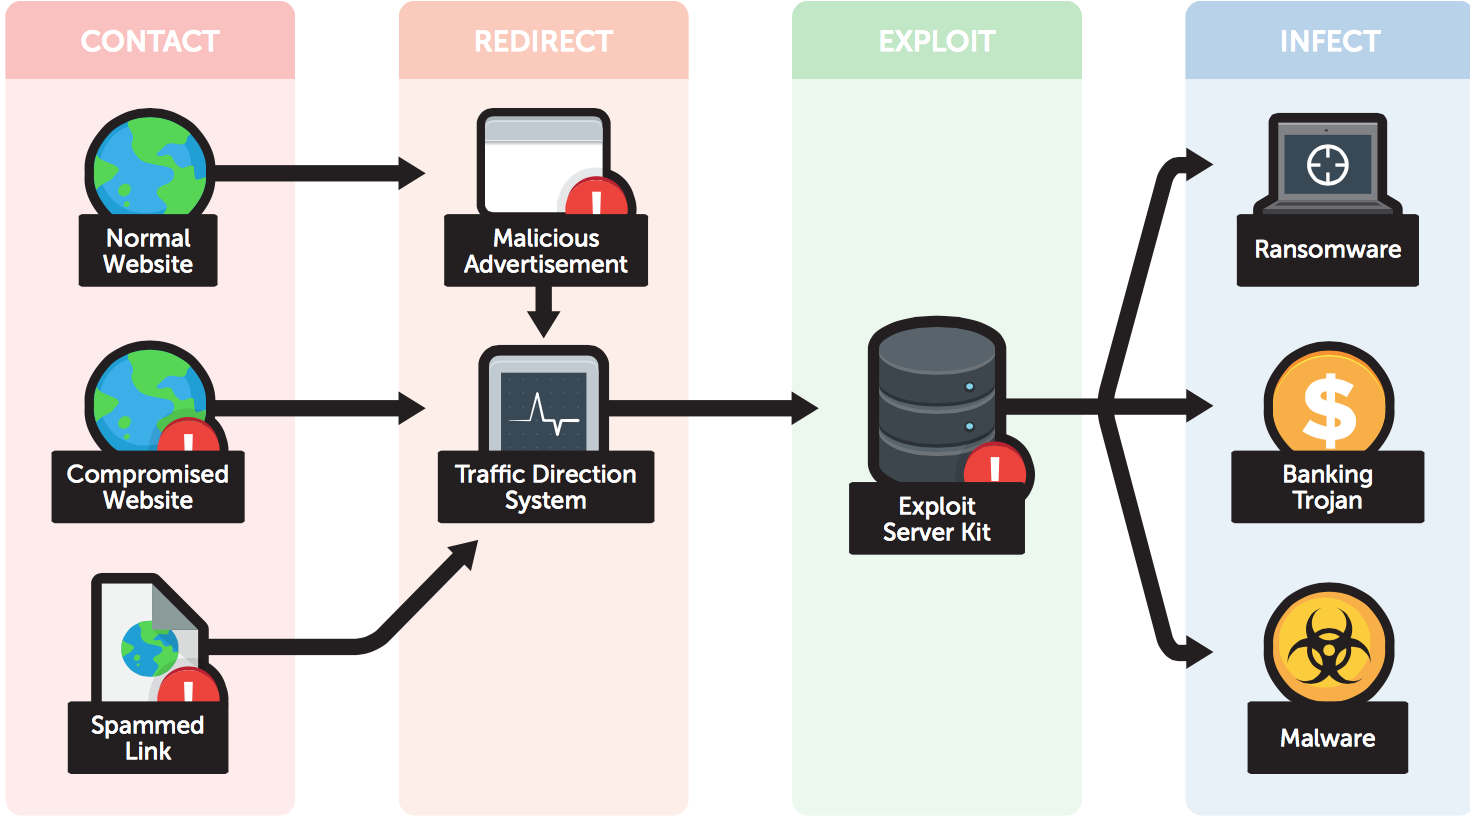 CONTACT
REDIRECT
EXPLOIT
INFECT
Normal
Website
Malicious
Advertisement
Ransomware
Compromised
Website
Traffic Direction
System
Exploit
Server Kit
Banking
Trojan
Spammed
Link
Malware